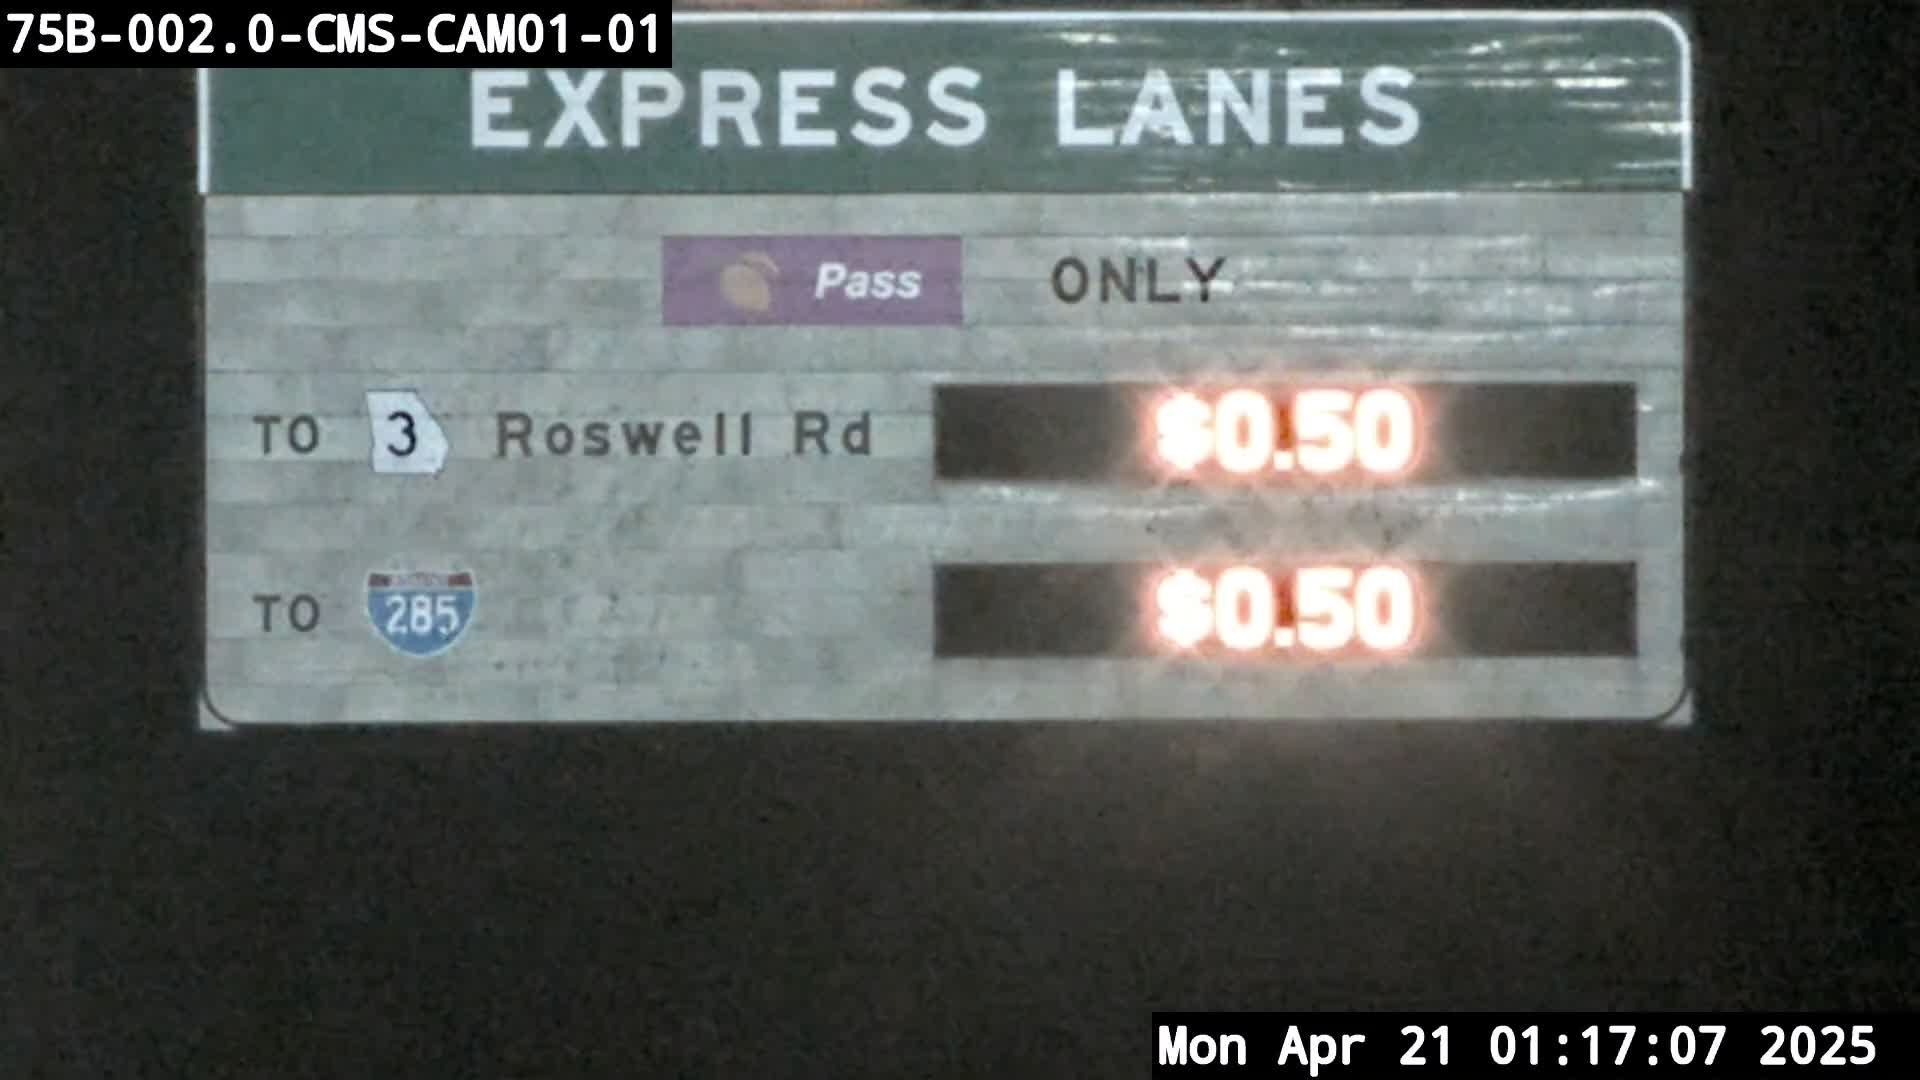 75B-002.0-CMS-CAM01-01
EXPRESS LANES
Pass ONLY
TO 3 Roswell Rd $0.50
TO 285 $0.50
Mon Apr 21 01:17:07 2025